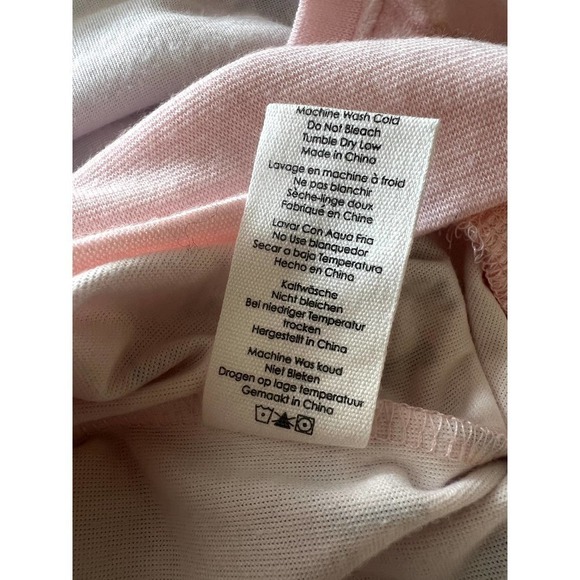 Machine Wash Cold
Do Not Bleach
Tumble Dry Low
Made in China
Lavage en machine à froid
Ne pas blanchir
Sèche-linge doux
Fabriqué en Chine
Lavar Con Aqua Fria
No Use blanquedor
Secar a baja Temperatura
Hecho en China
Kaltwäsche
Nicht bleichen
Bei niedriger Temperatur
trocken
Hergestellt in China
Machine Was koud
Niet Bleken
Drogen op lage temperatuur
Gemaakt in China